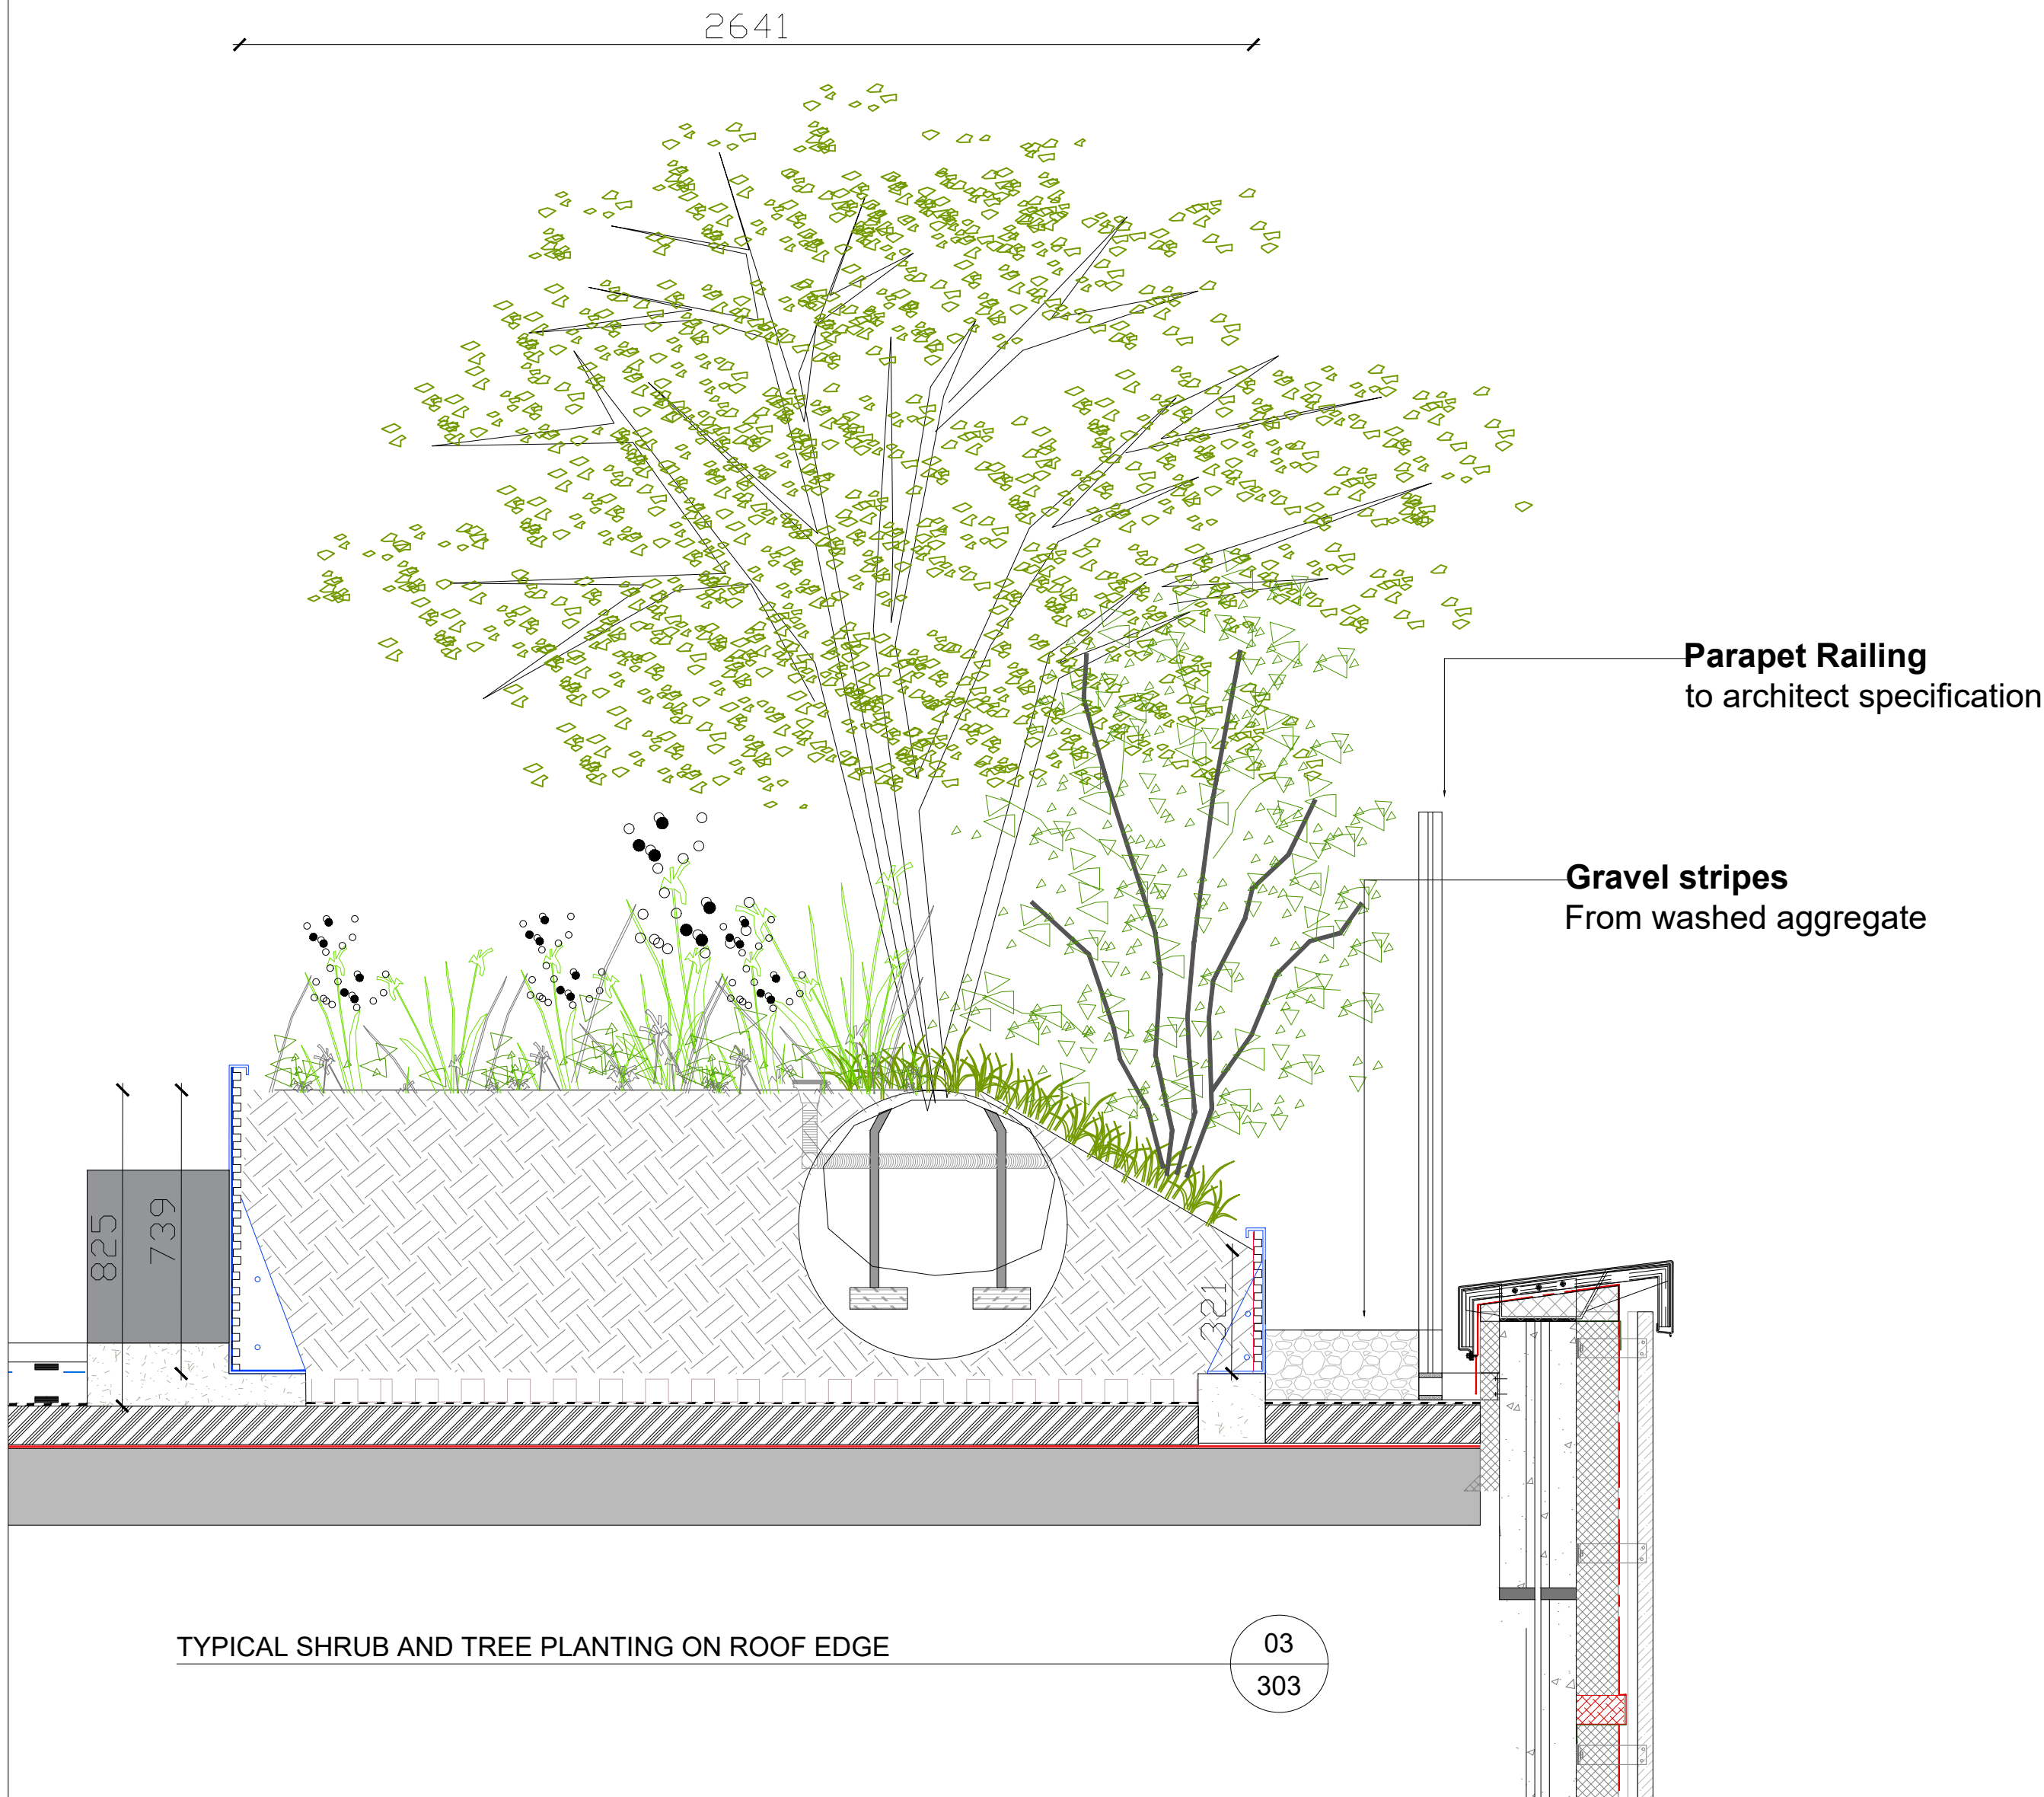 2641
Parapet Railing
to architect specification
Gravel stripes
From washed aggregate
825
739
321
TYPICAL SHRUB AND TREE PLANTING ON ROOF EDGE
03
303